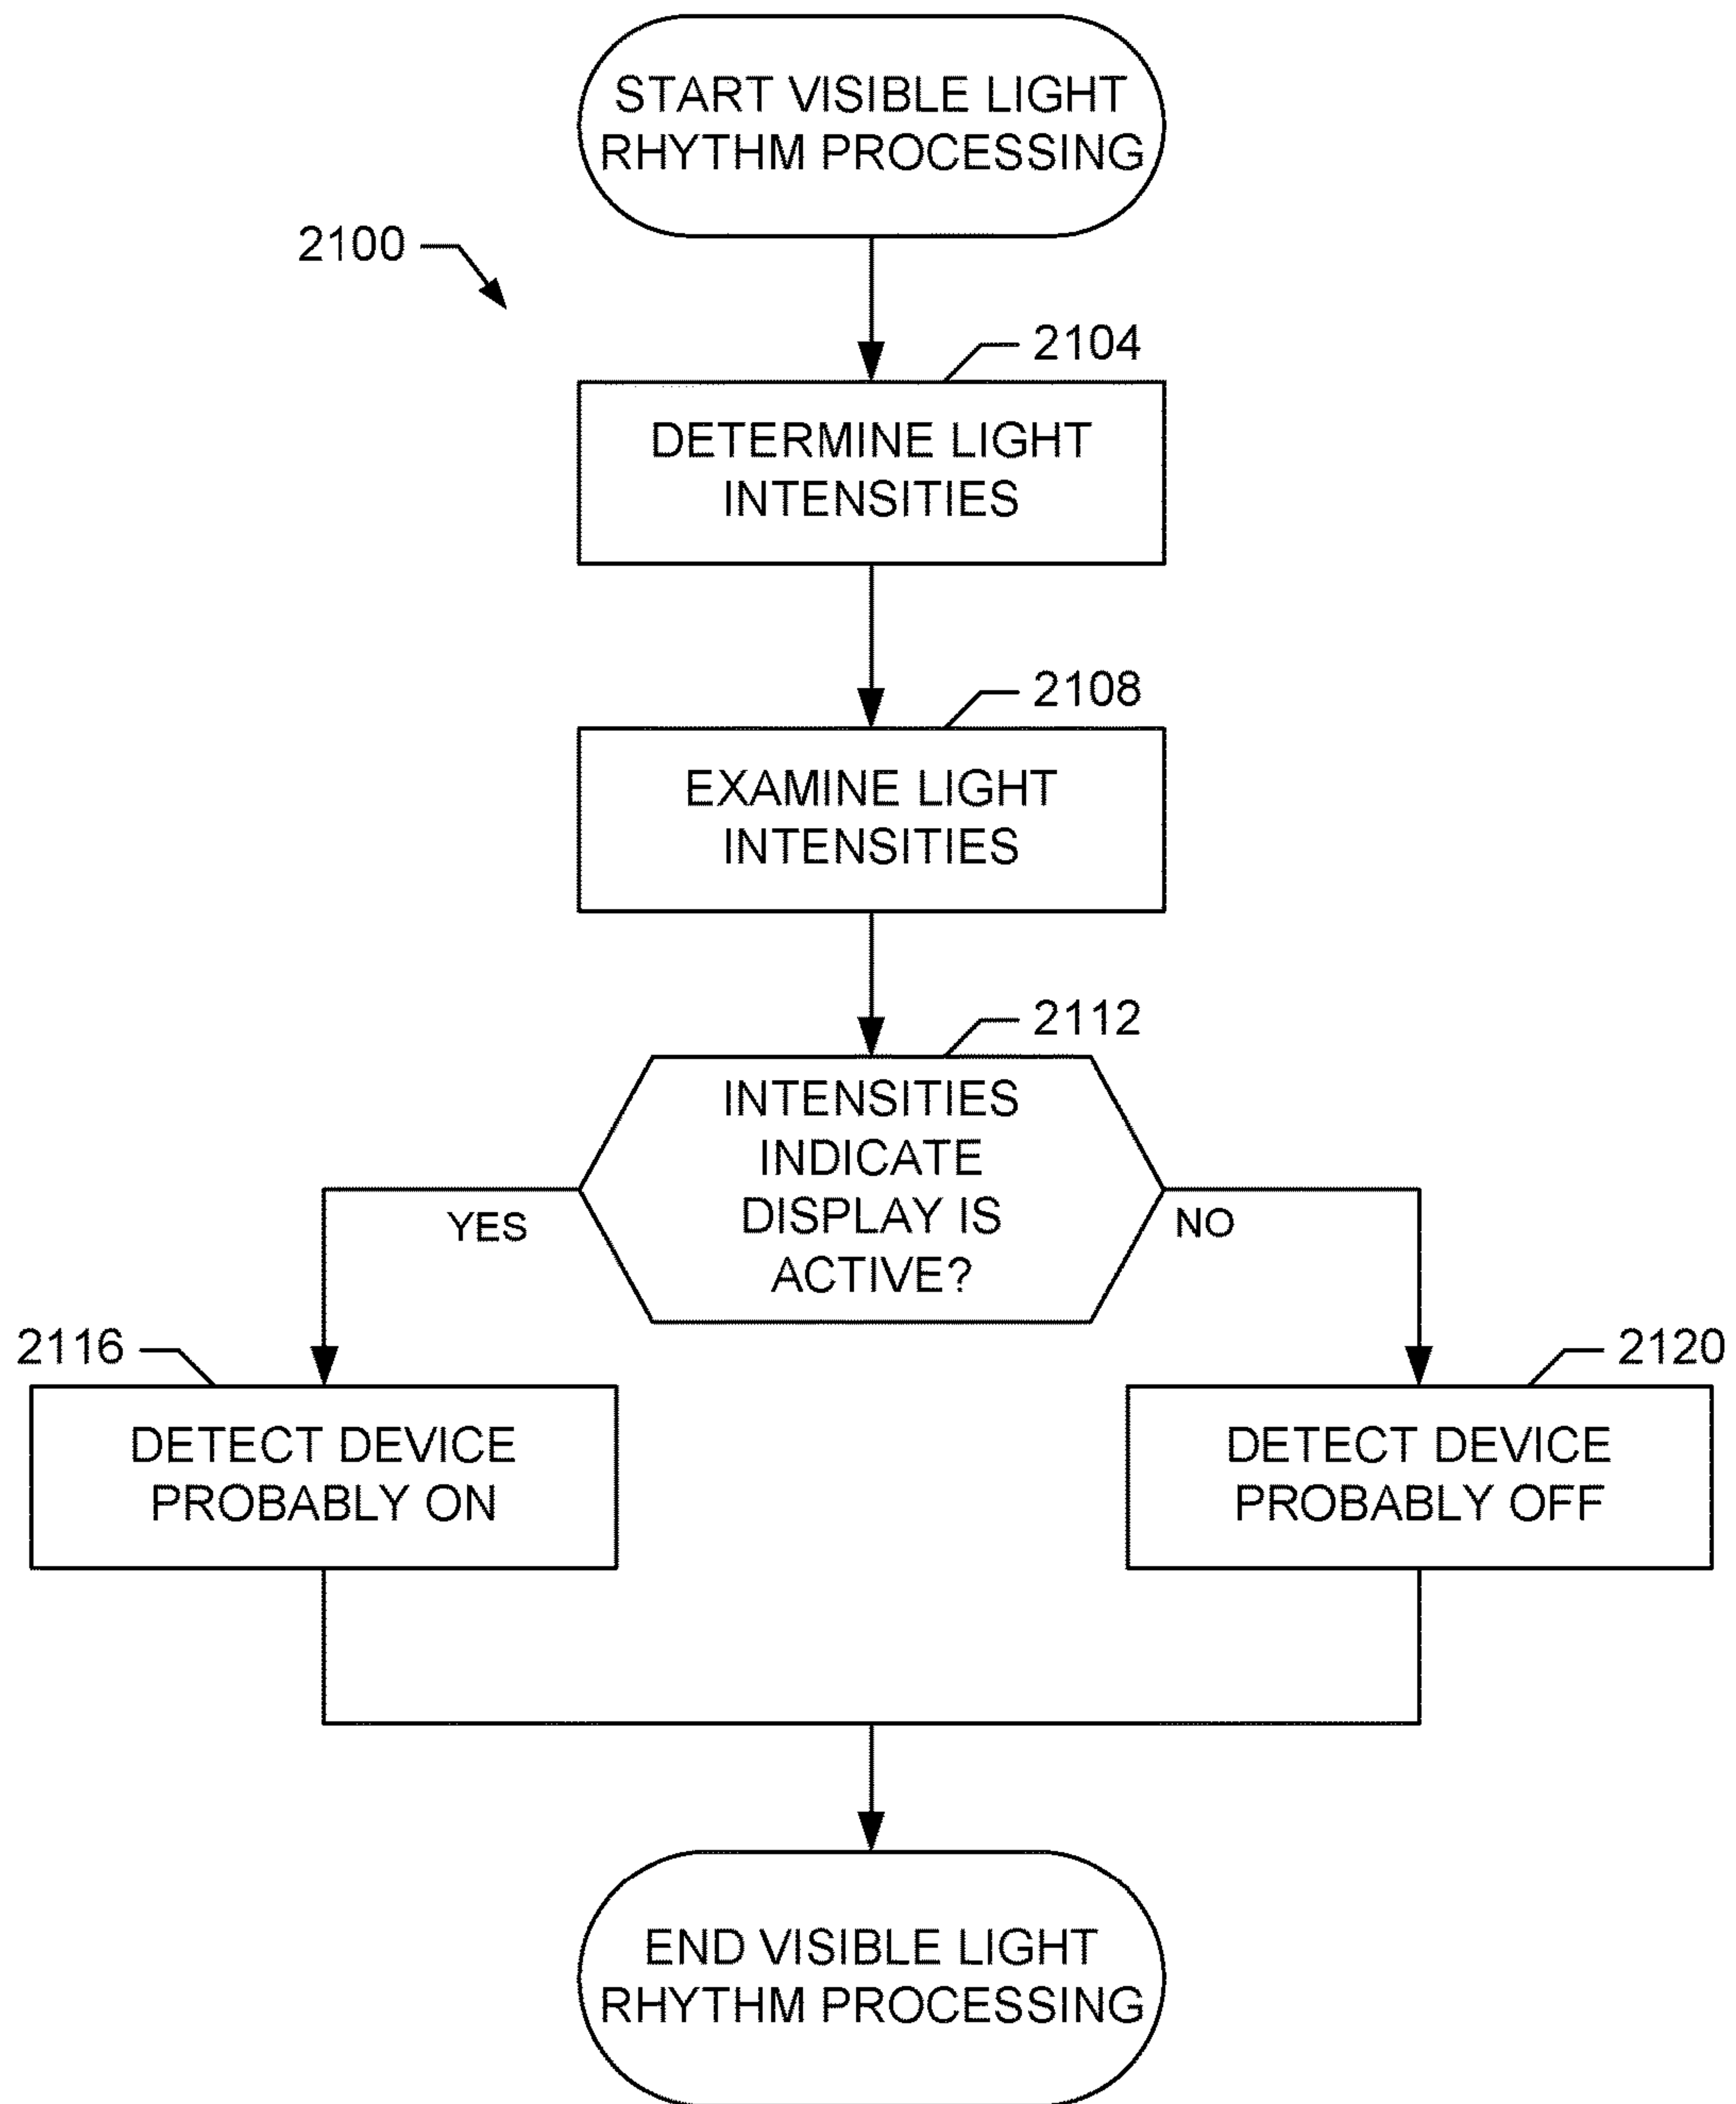 START VISIBLE LIGHT
RHYTHM PROCESSING
2100
2104
DETERMINE LIGHT
INTENSITIES
2108
EXAMINE LIGHT
INTENSITIES
2112
INTENSITIES
INDICATE
DISPLAY IS
ACTIVE?
YES
NO
2116
DETECT DEVICE
PROBABLY ON
2120
DETECT DEVICE
PROBABLY OFF
END VISIBLE LIGHT
RHYTHM PROCESSING